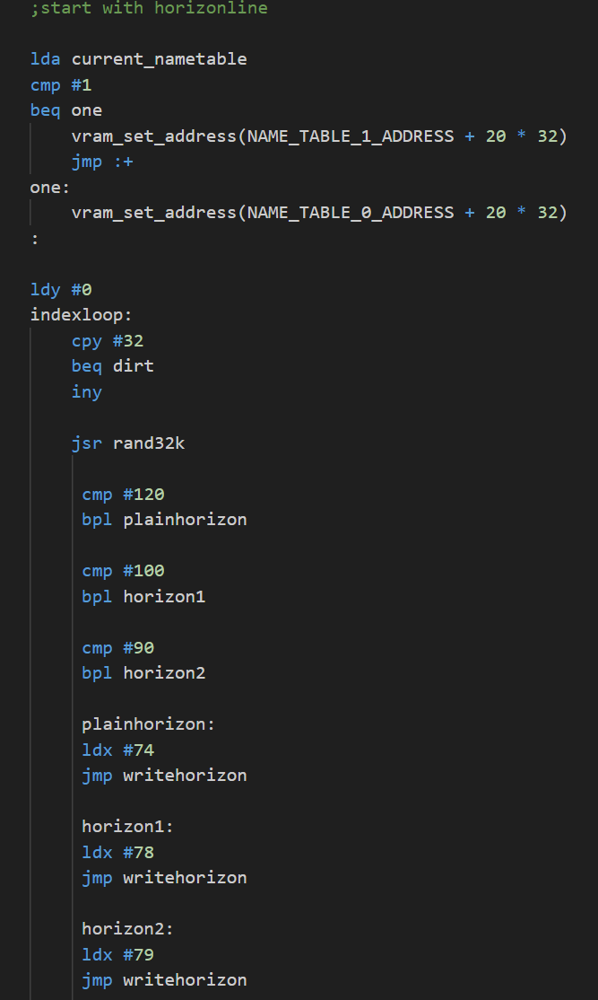 ;start with horizonline
lda current_nametable
cmp #1
beq one
vram_set_address(NAME_TABLE_1_ADDRESS + 20 * 32)
jmp :+
one:
vram_set_address(NAME_TABLE_0_ADDRESS + 20 * 32)
:
ldy #0
indexloop:
cpy #32
beq dirt
iny
jsr rand32k
cmp #120
bpl plainhorizon
cmp #100
bpl horizon1
cmp #90
bpl horizon2
plainhorizon:
ldx #74
jmp writehorizon
horizon1:
ldx #78
jmp writehorizon
horizon2:
ldx #79
jmp writehorizon